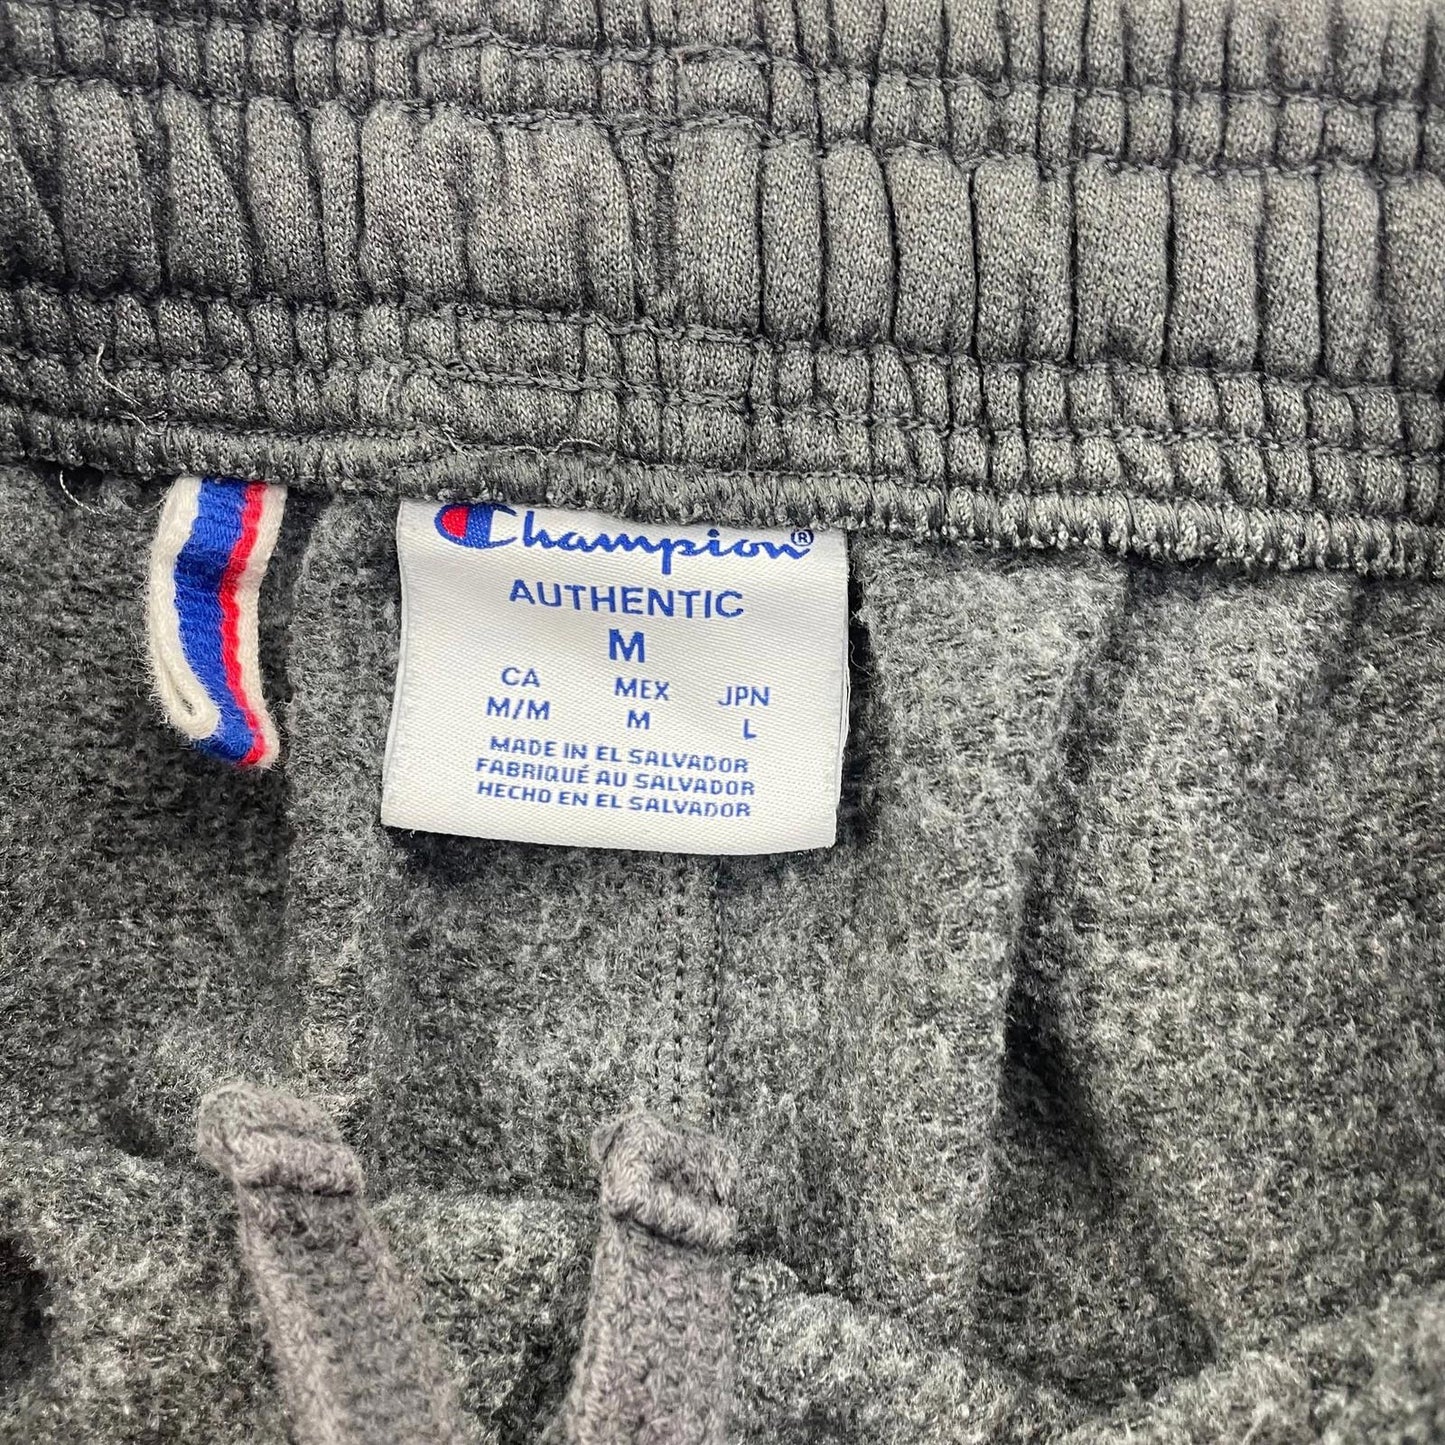 Champion®
AUTHENTIC
M
CA MEX JPN
M/M M L
MADE IN EL SALVADOR
FABRIQUÉ AU SALVADOR
HECHO EN EL SALVADOR